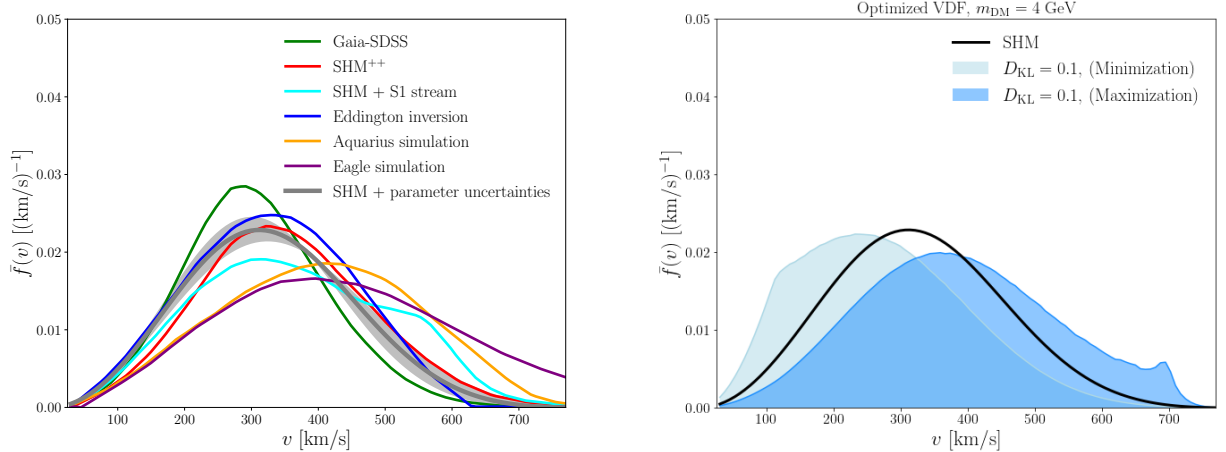 0.05
0.04
0.03
0.02
0.01
0.00
f̄(v) [(km/s)⁻¹]
Gaia-SDSS
SHM⁺⁺
SHM + S1 stream
Eddington inversion
Aquarius simulation
Eagle simulation
SHM + parameter uncertainties
100 200 300 400 500 600 700
v [km/s]
Optimized VDF, m_DM = 4 GeV
0.05
0.04
0.03
0.02
0.01
0.00
f̄(v) [(km/s)⁻¹]
SHM
D_KL = 0.1, (Minimization)
D_KL = 0.1, (Maximization)
100 200 300 400 500 600 700
v [km/s]